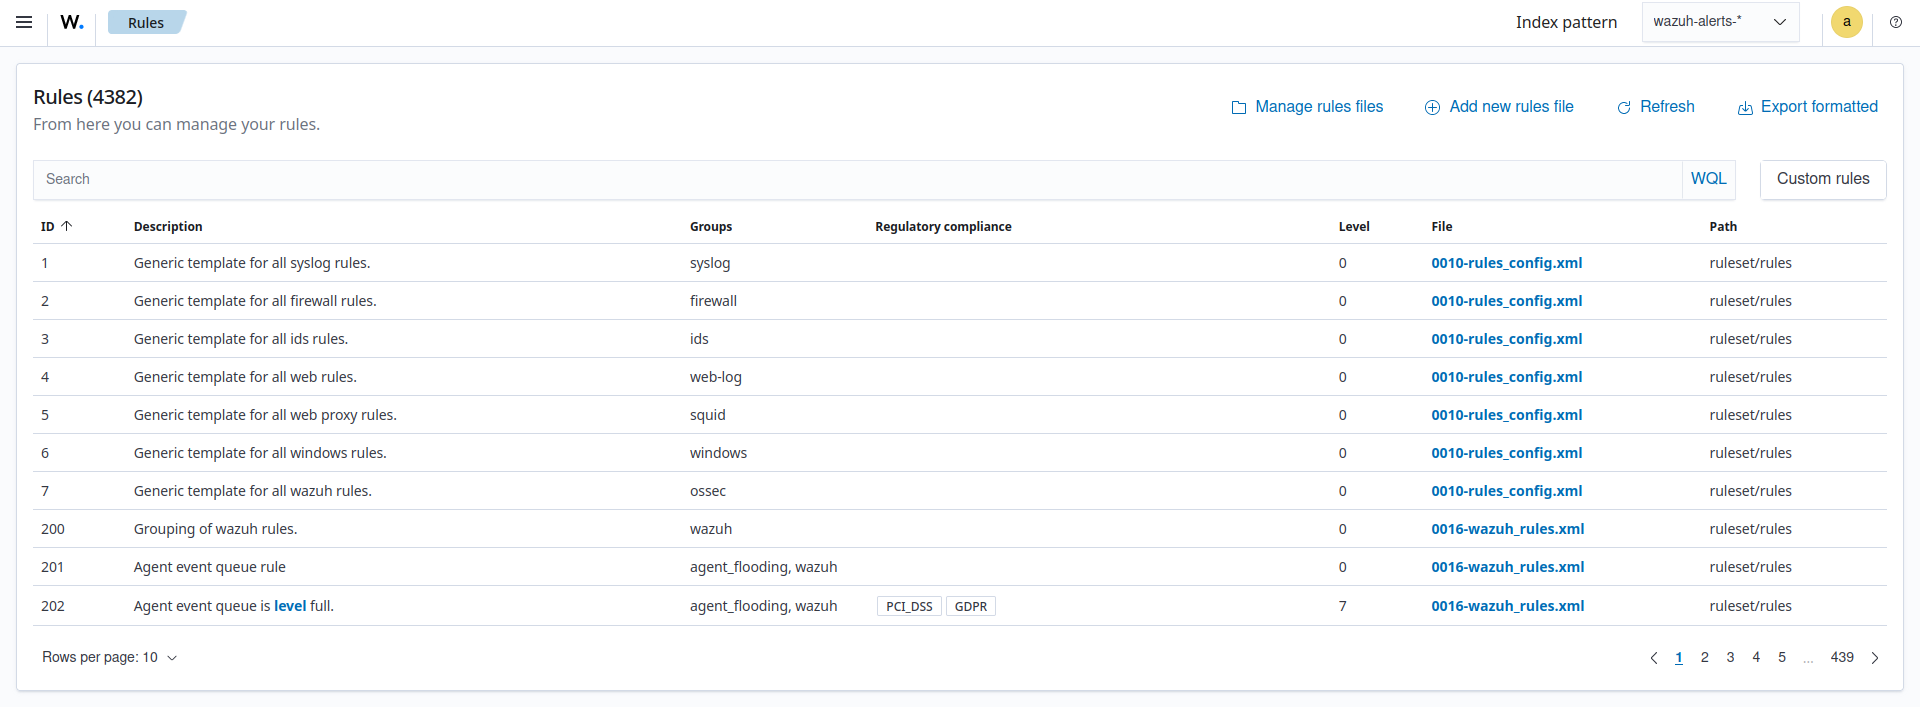 W. Rules Index pattern wazuh-alerts-* a
Rules (4382)
From here you can manage your rules.
Manage rules files Add new rules file Refresh Export formatted
Search WQL Custom rules
ID Description Groups Regulatory compliance Level File Path
1 Generic template for all syslog rules. syslog 0 0010-rules_config.xml ruleset/rules
2 Generic template for all firewall rules. firewall 0 0010-rules_config.xml ruleset/rules
3 Generic template for all ids rules. ids 0 0010-rules_config.xml ruleset/rules
4 Generic template for all web rules. web-log 0 0010-rules_config.xml ruleset/rules
5 Generic template for all web proxy rules. squid 0 0010-rules_config.xml ruleset/rules
6 Generic template for all windows rules. windows 0 0010-rules_config.xml ruleset/rules
7 Generic template for all wazuh rules. ossec 0 0010-rules_config.xml ruleset/rules
200 Grouping of wazuh rules. wazuh 0 0016-wazuh_rules.xml ruleset/rules
201 Agent event queue rule agent_flooding, wazuh 0 0016-wazuh_rules.xml ruleset/rules
202 Agent event queue is level full. agent_flooding, wazuh PCI_DSS GDPR 7 0016-wazuh_rules.xml ruleset/rules
Rows per page: 10 1 2 3 4 5 ... 439